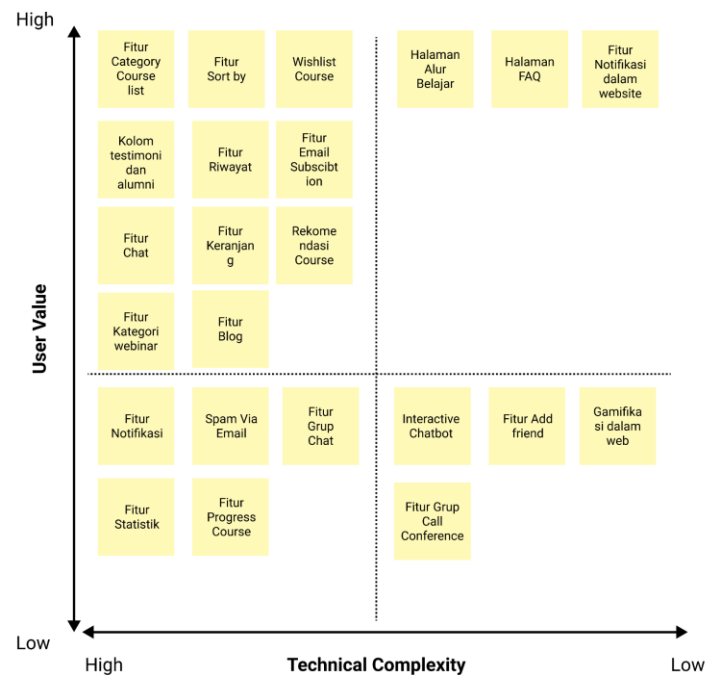 High
Fitur
Category
Course
list
Fitur
Sort by
Wishlist
Course
Halaman
Alur
Belajar
Halaman
FAQ
Fitur
Notifikasi
dalam
website
Kolom
testimoni
dan
alumni
Fitur
Riwayat
Fitur
Email
Subscibt
ion
Fitur
Chat
Fitur
Keranjan
g
Rekome
ndasi
Course
Fitur
Kategori
webinar
Fitur
Blog
User Value
Fitur
Notifikasi
Spam Via
Email
Fitur
Grup
Chat
Interactive
Chatbot
Fitur Add
friend
Gamifika
si dalam
web
Fitur
Statistik
Fitur
Progress
Course
Fitur Grup
Call
Conference
Low
High
Technical Complexity
Low